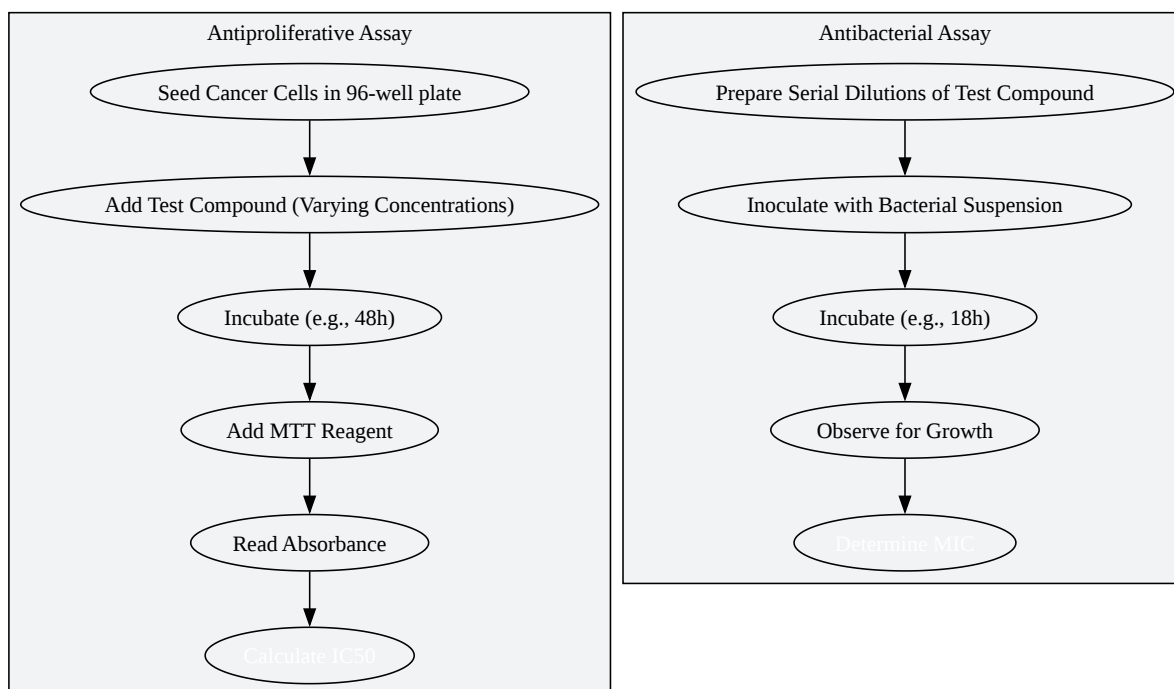 Antiproliferative Assay
Seed Cancer Cells in 96-well plate
Add Test Compound (Varying Concentrations)
Incubate (e.g., 48h)
Add MTT Reagent
Read Absorbance
Calculate IC50
Antibacterial Assay
Prepare Serial Dilutions of Test Compound
Inoculate with Bacterial Suspension
Incubate (e.g., 18h)
Observe for Growth
Determine MIC